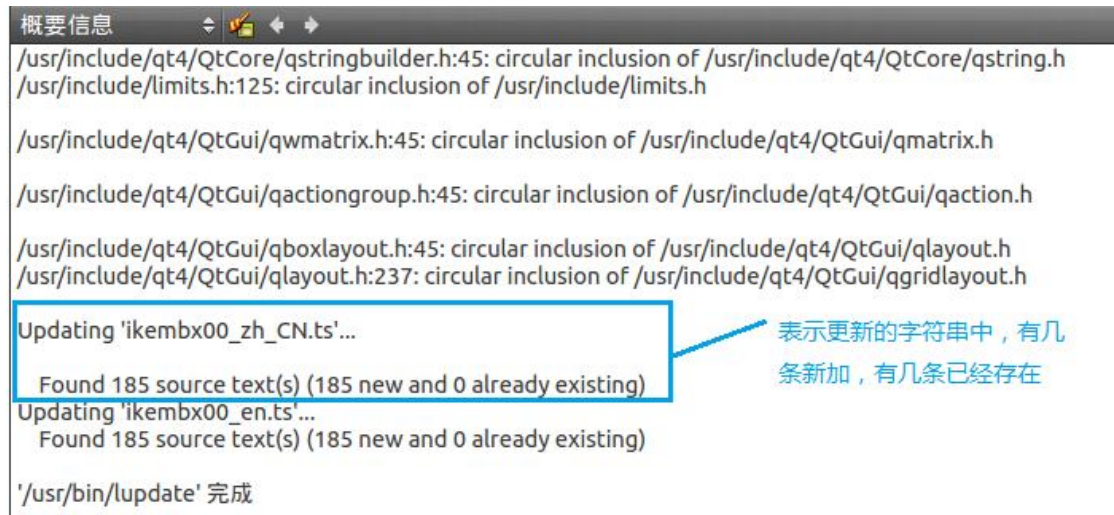 概要信息
/usr/include/qt4/QtCore/qstringbuilder.h:45: circular inclusion of /usr/include/qt4/QtCore/qstring.h
/usr/include/limits.h:125: circular inclusion of /usr/include/limits.h
/usr/include/qt4/QtGui/qwmatrix.h:45: circular inclusion of /usr/include/qt4/QtGui/qmatrix.h
/usr/include/qt4/QtGui/qactiongroup.h:45: circular inclusion of /usr/include/qt4/QtGui/qaction.h
/usr/include/qt4/QtGui/qboxlayout.h:45: circular inclusion of /usr/include/qt4/QtGui/qlayout.h
/usr/include/qt4/QtGui/qlayout.h:237: circular inclusion of /usr/include/qt4/QtGui/qgridlayout.h
Updating 'ikembx00_zh_CN.ts'...
Found 185 source text(s) (185 new and 0 already existing)
表示更新的字符串中，有几
条新加，有几条已经存在
Updating 'ikembx00_en.ts'...
Found 185 source text(s) (185 new and 0 already existing)
'/usr/bin/lupdate' 完成